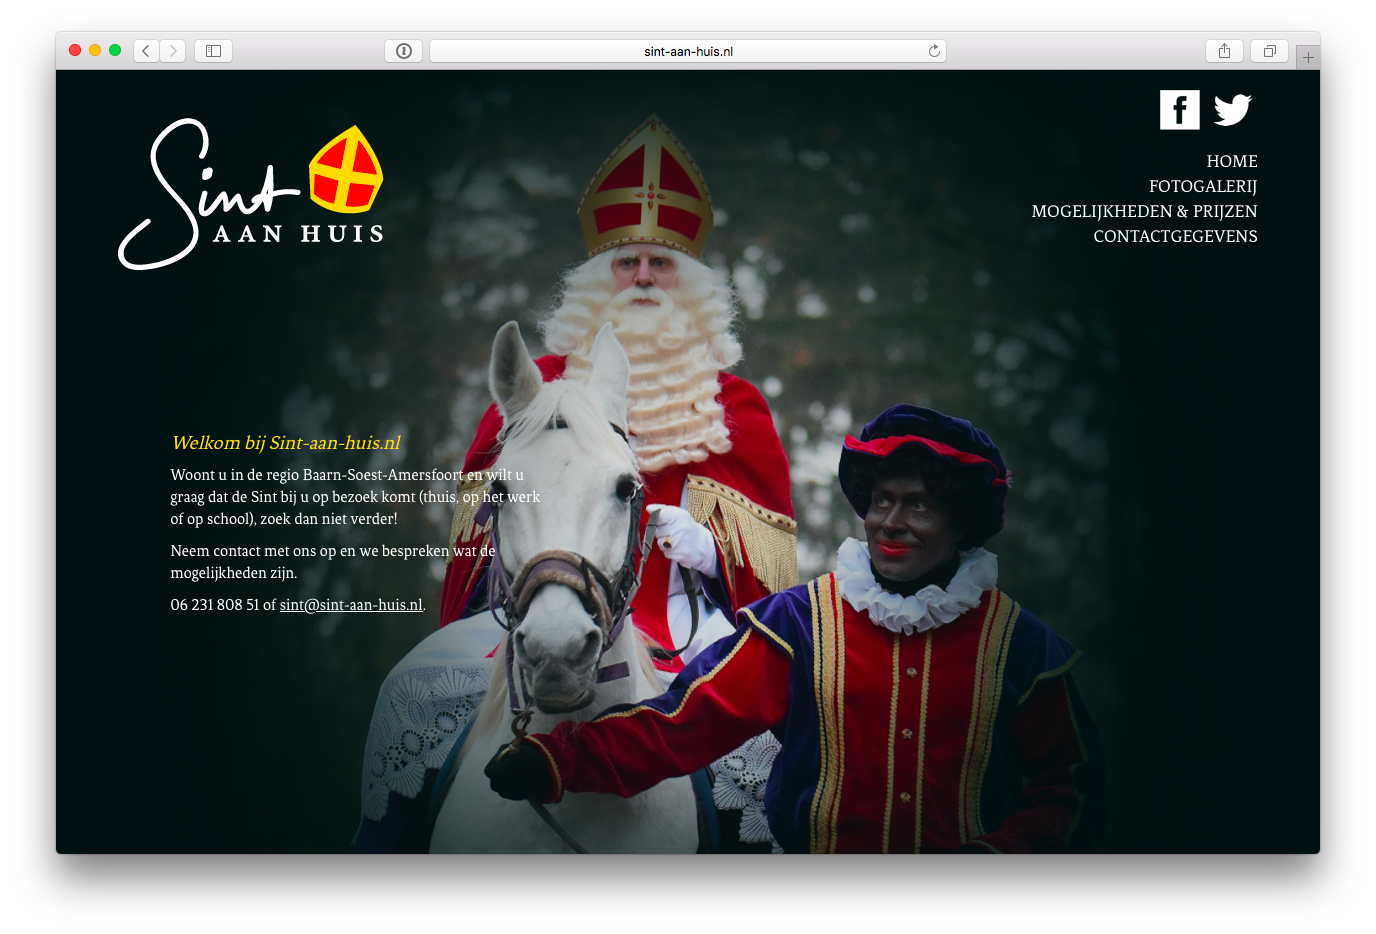 sint-aan-huis.nl
Sint
AAN HUIS
HOME
FOTOGALERIJ
MOGELIJKHEDEN & PRIJZEN
CONTACTGEGEVENS
Welkom bij Sint-aan-huis.nl
Woont u in de regio Baarn-Soest-Amersfoort en wilt u
graag dat de Sint bij u op bezoek komt (thuis, op het werk
of op school), zoek dan niet verder!
Neem contact met ons op en we bespreken wat de
mogelijkheden zijn.
06 231 808 51 of sint@sint-aan-huis.nl.